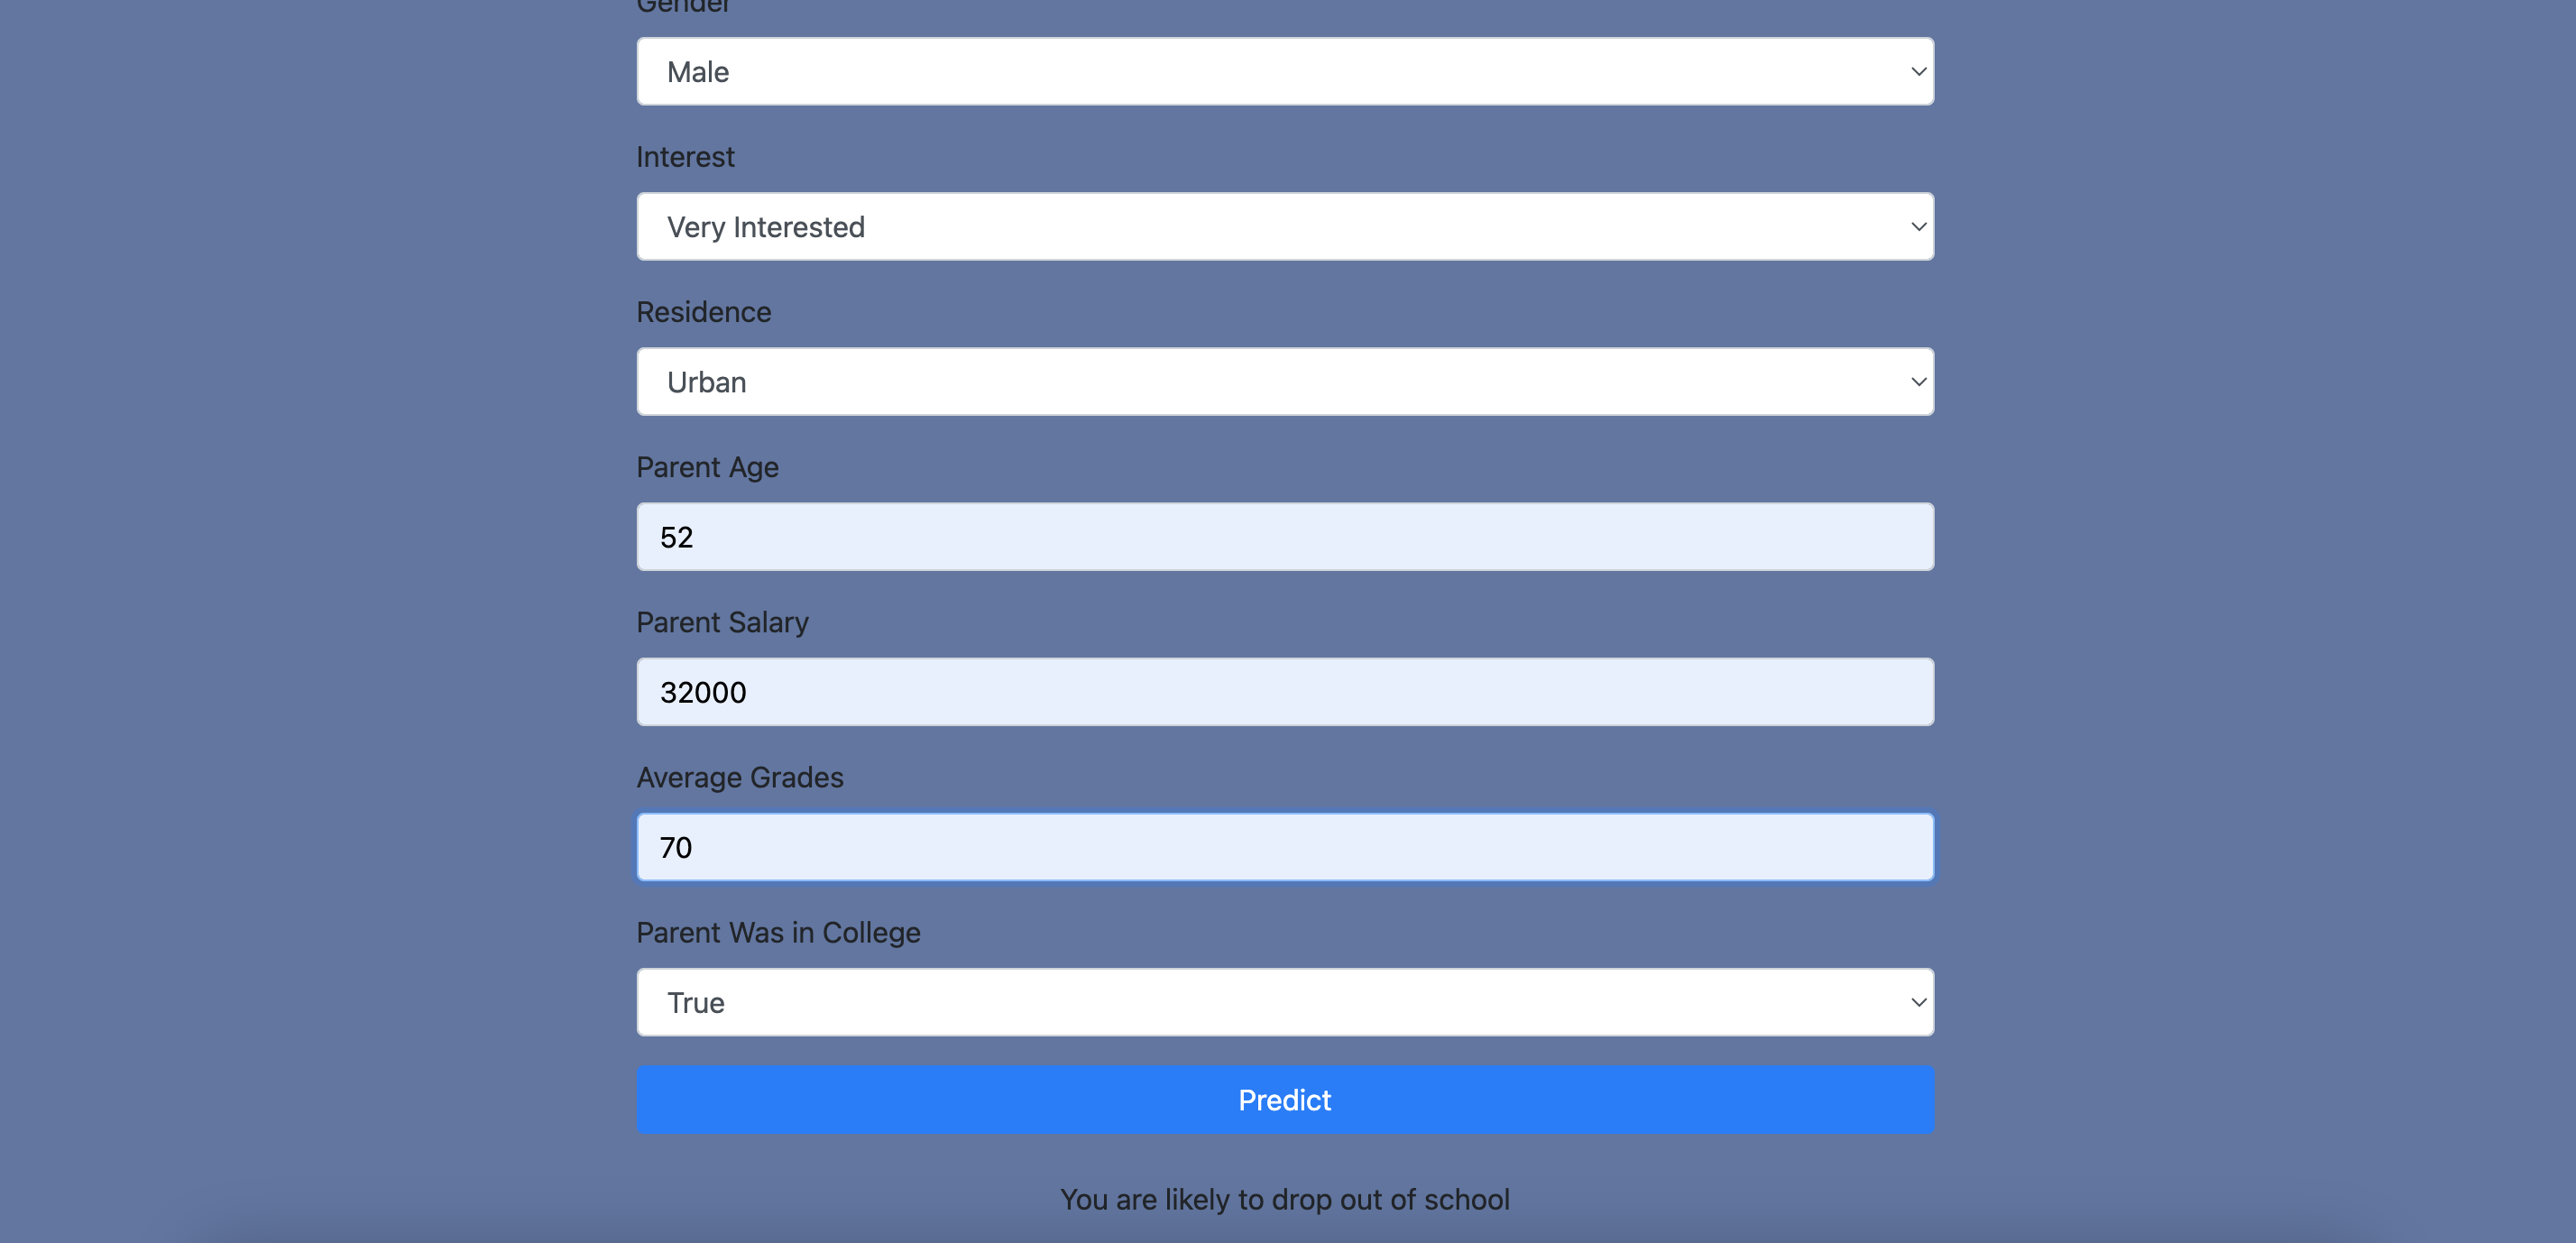 Gender
Male
Interest
Very Interested
Residence
Urban
Parent Age
52
Parent Salary
32000
Average Grades
70
Parent Was in College
True
Predict
You are likely to drop out of school